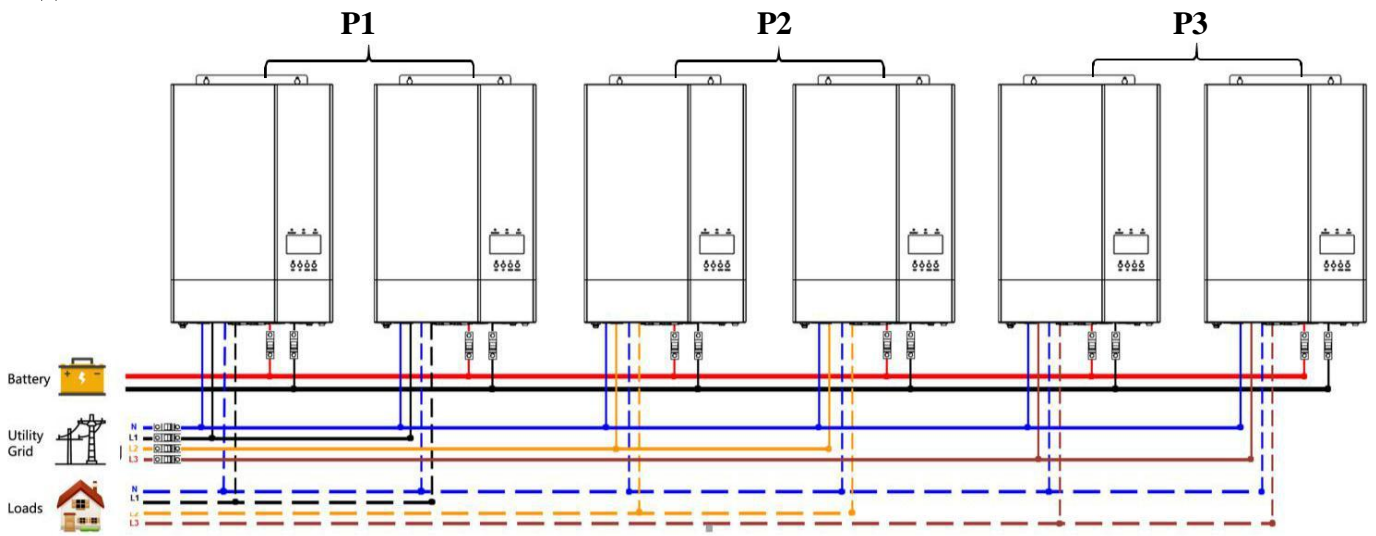 P1
P2
P3
Battery
+ -
Utility
Grid
N
L1
L2
L3
Loads
N
L1
L2
L3